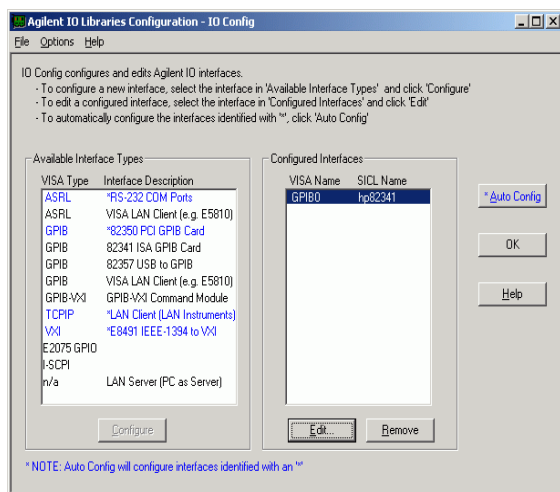 Agilent IO Libraries Configuration - IO Config
File Options Help
IO Config configures and edits Agilent IO interfaces.
- To configure a new interface, select the interface in 'Available Interface Types' and click 'Configure'
- To edit a configured interface, select the interface in 'Configured Interfaces' and click 'Edit'
- To automatically configure the interfaces identified with '*', click 'Auto Config'
Available Interface Types
VISA Type Interface Description
ASRL *RS-232 COM Ports
ASRL VISA LAN Client (e.g. E5810)
GPIB *82350 PCI GPIB Card
GPIB 82341 ISA GPIB Card
GPIB 82357 USB to GPIB
GPIB VISA LAN Client (e.g. E5810)
GPIB-VXI GPIB-VXI Command Module
TCPIP *LAN Client (LAN Instruments)
VXI *E8491 IEEE-1394 to VXI
E2075 GPIO
I-SCPI
n/a LAN Server (PC as Server)
Configure
Configured Interfaces
VISA Name SICL Name
GPIB0 hp82341
Edit... Remove
* Auto Config
OK
Help
* NOTE: Auto Config will configure interfaces identified with an '*'